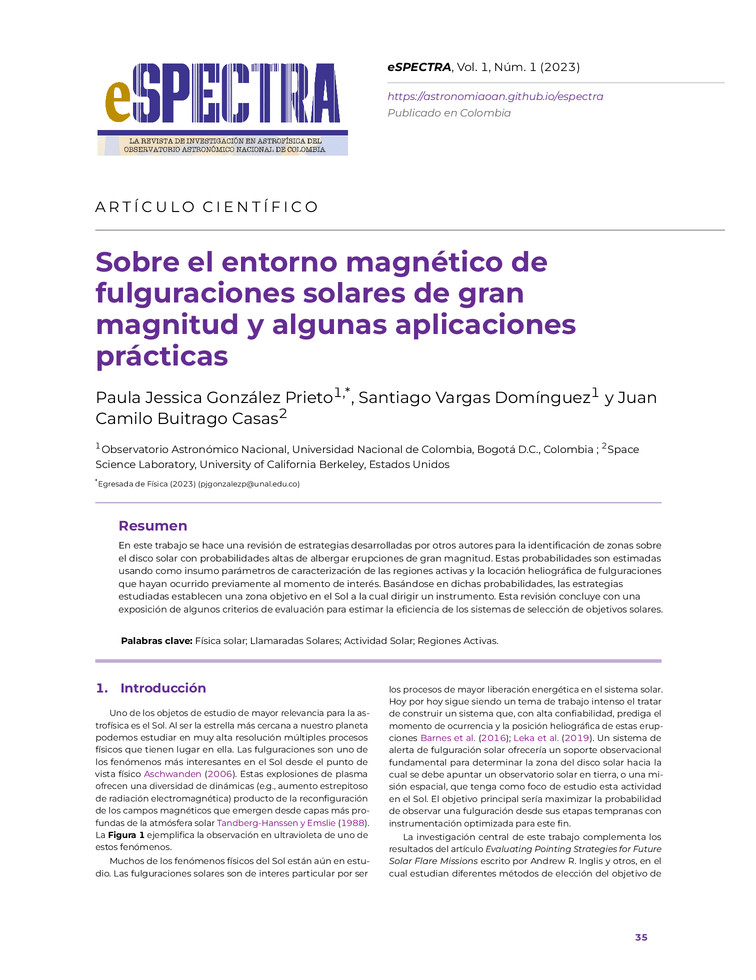 eSPECTRA
LA REVISTA DE INVESTIGACIÓN EN ASTROFÍSICA DEL
OBSERVATORIO ASTRONÓMICO NACIONAL DE COLOMBIA
eSPECTRA, Vol. 1, Núm. 1 (2023)
https://astronomiaoan.github.io/espectra
Publicado en Colombia
ARTÍCULO CIENTÍFICO
Sobre el entorno magnético de
fulguraciones solares de gran
magnitud y algunas aplicaciones
prácticas
Paula Jessica González Prieto1,*, Santiago Vargas Domínguez1 y Juan
Camilo Buitrago Casas2
1Observatorio Astronómico Nacional, Universidad Nacional de Colombia, Bogotá D.C., Colombia ; 2Space
Science Laboratory, University of California Berkeley, Estados Unidos
*Egresada de Física (2023) (pjgonzalezp@unal.edu.co)
Resumen
En este trabajo se hace una revisión de estrategias desarrolladas por otros autores para la identificación de zonas sobre
el disco solar con probabilidades altas de albergar erupciones de gran magnitud. Estas probabilidades son estimadas
usando como insumo parámetros de caracterización de las regiones activas y la locación heliográfica de fulguraciones
que hayan ocurrido previamente al momento de interés. Basándose en dichas probabilidades, las estrategias
estudiadas establecen una zona objetivo en el Sol a la cual dirigir un instrumento. Esta revisión concluye con una
exposición de algunos criterios de evaluación para estimar la eficiencia de los sistemas de selección de objetivos solares.
Palabras clave: Física solar; Llamaradas Solares; Actividad Solar; Regiones Activas.
1. Introducción
Uno de los objetos de estudio de mayor relevancia para la as-
trofísica es el Sol. Al ser la estrella más cercana a nuestro planeta
podemos estudiar en muy alta resolución múltiples procesos
físicos que tienen lugar en ella. Las fulguraciones son uno de
los fenómenos más interesantes en el Sol desde el punto de
vista físico Aschwanden (2006). Estas explosiones de plasma
ofrecen una diversidad de dinámicas (e.g., aumento estrepitoso
de radiación electromagnética) producto de la reconfiguración
de los campos magnéticos que emergen desde capas más pro-
fundas de la atmósfera solar Tandberg-Hanssen y Emslie (1988).
La Figura 1 ejemplifica la observación en ultravioleta de uno de
estos fenómenos.
Muchos de los fenómenos físicos del Sol están aún en estu-
dio. Las fulguraciones solares son de interes particular por ser
los procesos de mayor liberación energética en el sistema solar.
Hoy por hoy sigue siendo un tema de trabajo intenso el tratar
de construir un sistema que, con alta confiabilidad, prediga el
momento de ocurrencia y la posición heliográfica de estas erup-
ciones Barnes et al. (2016); Leka et al. (2019). Un sistema de
alerta de fulguración solar ofrecería un soporte observacional
fundamental para determinar la zona del disco solar hacia la
cual se debe apuntar un observatorio solar en tierra, o una mi-
sión espacial, que tenga como foco de estudio esta actividad
en el Sol. El objetivo principal sería maximizar la probabilidad
de observar una fulguración desde sus etapas tempranas con
instrumentación optimizada para este fin.
La investigación central de este trabajo complementa los
resultados del artículo Evaluating Pointing Strategies for Future
Solar Flare Missions escrito por Andrew R. Inglis y otros, en el
cual estudian diferentes métodos de elección del objetivo de
35